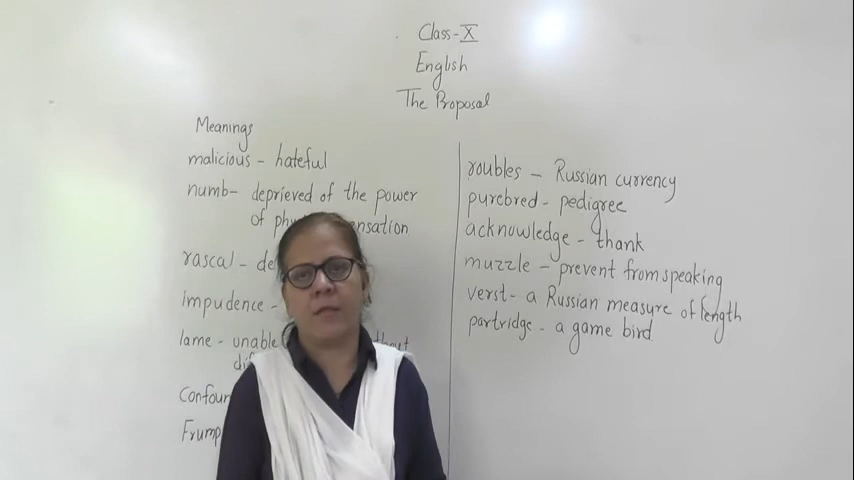 Class-X
English
The Proposal
Meanings
malicious - hateful
numb- deprieved of the power
of
rascal -
impudence -
lame - unable
roubles - Russian currency
purebred - pedigree
acknowledge - thank
muzzle - prevent from speaking
verst - a Russian measure of length
partridge - a game bird